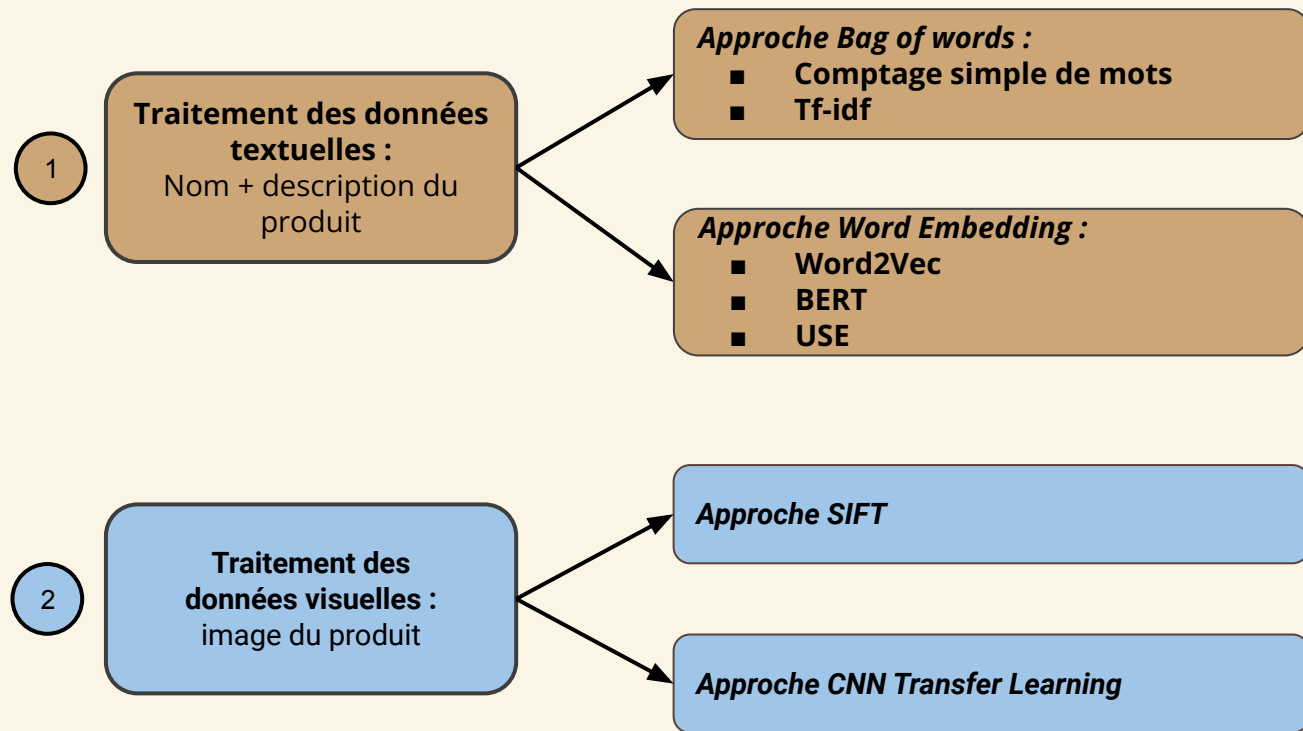 1
Traitement des données
textuelles :
Nom + description du
produit
Approche Bag of words :
■ Comptage simple de mots
■ Tf-idf
Approche Word Embedding :
■ Word2Vec
■ BERT
■ USE
2
Traitement des
données visuelles :
image du produit
Approche SIFT
Approche CNN Transfer Learning